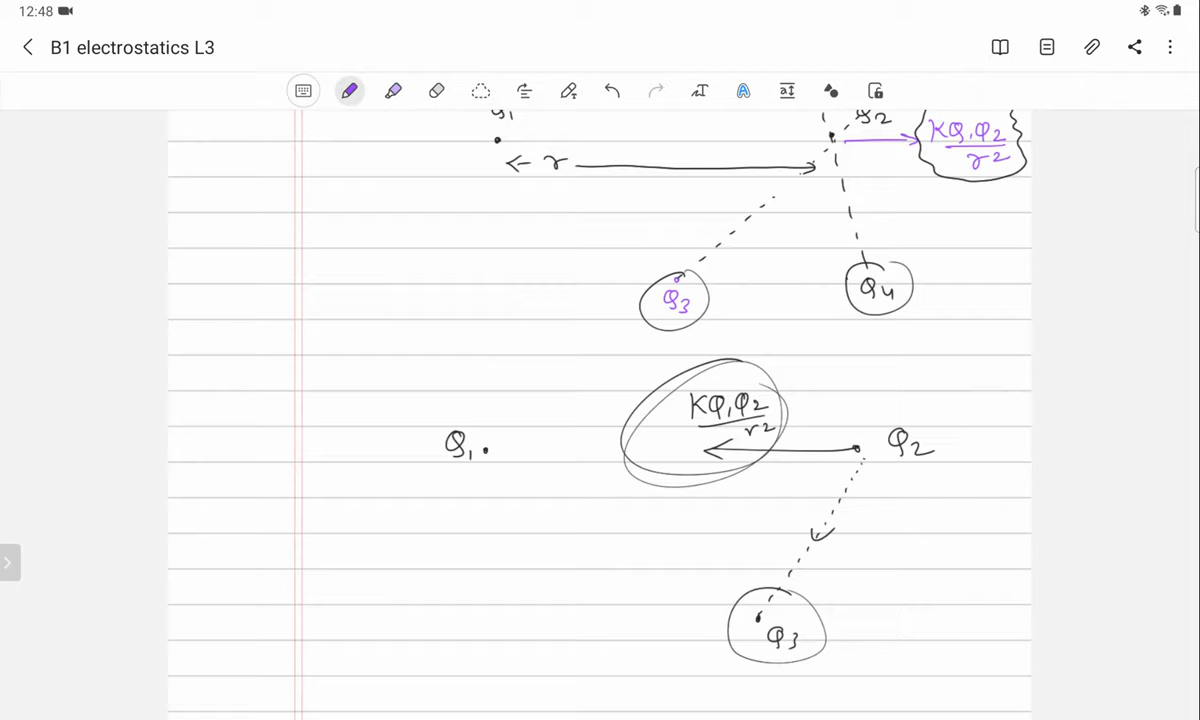 12:48
B1 electrostatics L3
Q1
Q2
KQ1Q2
r2
r
Q3
Q4
KQ1Q2
r2
Q1
Q2
Q3